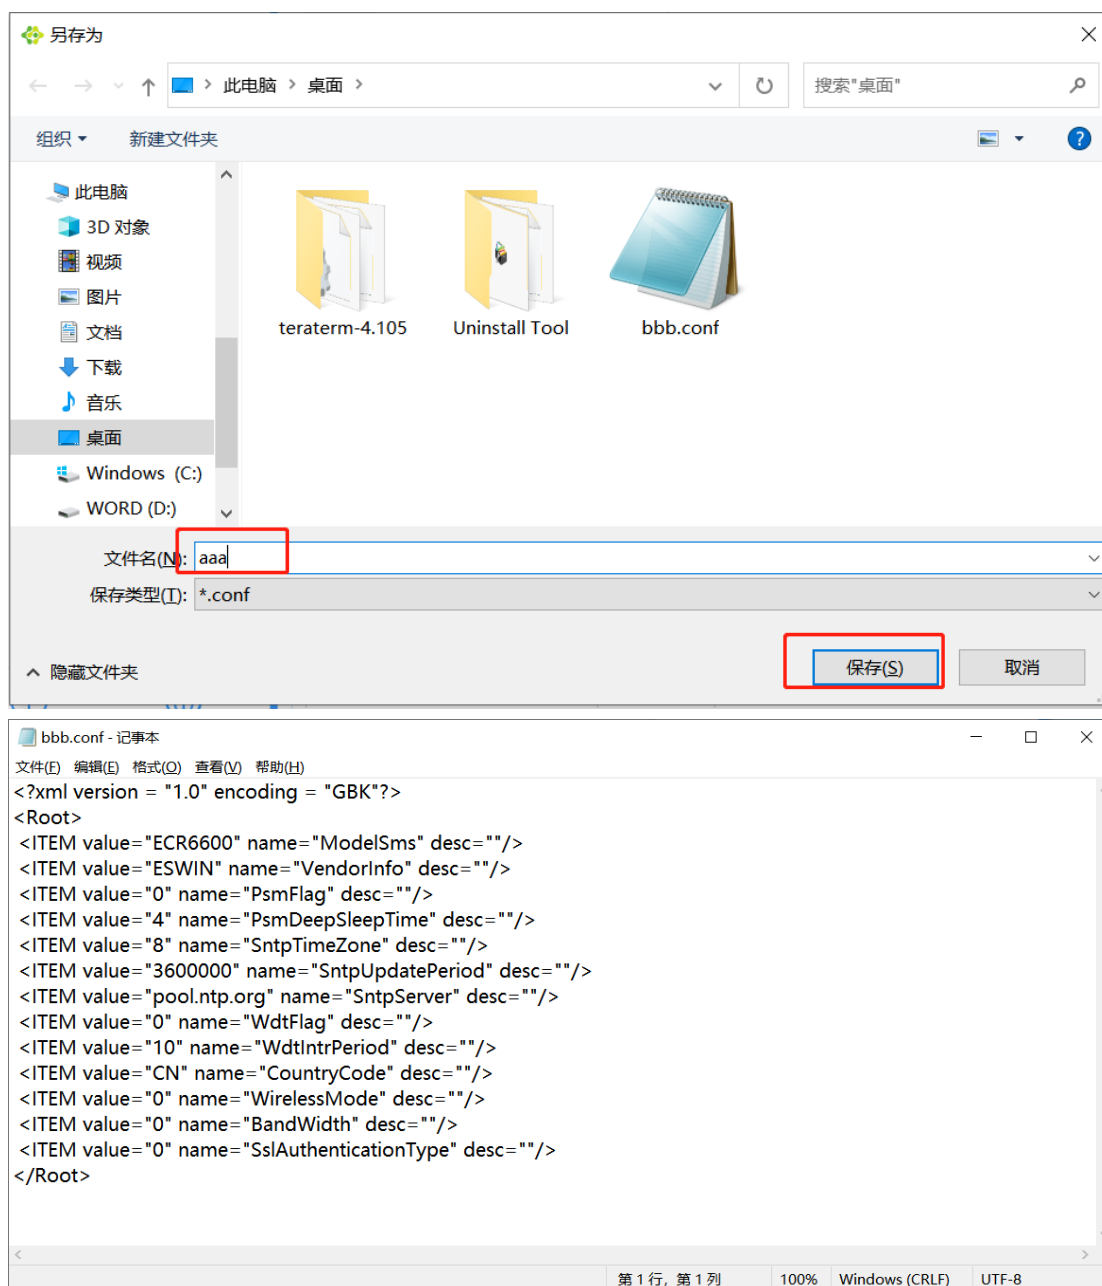 另存为
此电脑 > 桌面 >
搜索"桌面"
组织
新建文件夹
此电脑
3D 对象
视频
图片
文档
下载
音乐
桌面
Windows (C:)
WORD (D:)
teraterm-4.105
Uninstall Tool
bbb.conf
文件名(N): aaa
保存类型(T): *.conf
隐藏文件夹
保存(S)
取消
bbb.conf - 记事本
文件(F) 编辑(E) 格式(O) 查看(V) 帮助(H)
<?xml version = "1.0" encoding = "GBK"?>
<Root>
<ITEM value="ECR6600" name="ModelSms" desc=""/>
<ITEM value="ESWIN" name="VendorInfo" desc=""/>
<ITEM value="0" name="PsmFlag" desc=""/>
<ITEM value="4" name="PsmDeepSleepTime" desc=""/>
<ITEM value="8" name="SntpTimeZone" desc=""/>
<ITEM value="3600000" name="SntpUpdatePeriod" desc=""/>
<ITEM value="pool.ntp.org" name="SntpServer" desc=""/>
<ITEM value="0" name="WdtFlag" desc=""/>
<ITEM value="10" name="WdtIntrPeriod" desc=""/>
<ITEM value="CN" name="CountryCode" desc=""/>
<ITEM value="0" name="WirelessMode" desc=""/>
<ITEM value="0" name="BandWidth" desc=""/>
<ITEM value="0" name="SslAuthenticationType" desc=""/>
</Root>
第 1 行，第 1 列 100% Windows (CRLF) UTF-8